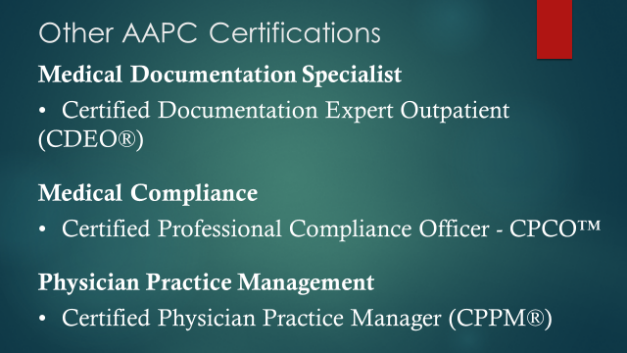 Other AAPC Certifications
Medical Documentation Specialist
• Certified Documentation Expert Outpatient
(CDEO®)
Medical Compliance
• Certified Professional Compliance Officer - CPCO™
Physician Practice Management
• Certified Physician Practice Manager (CPPM®)